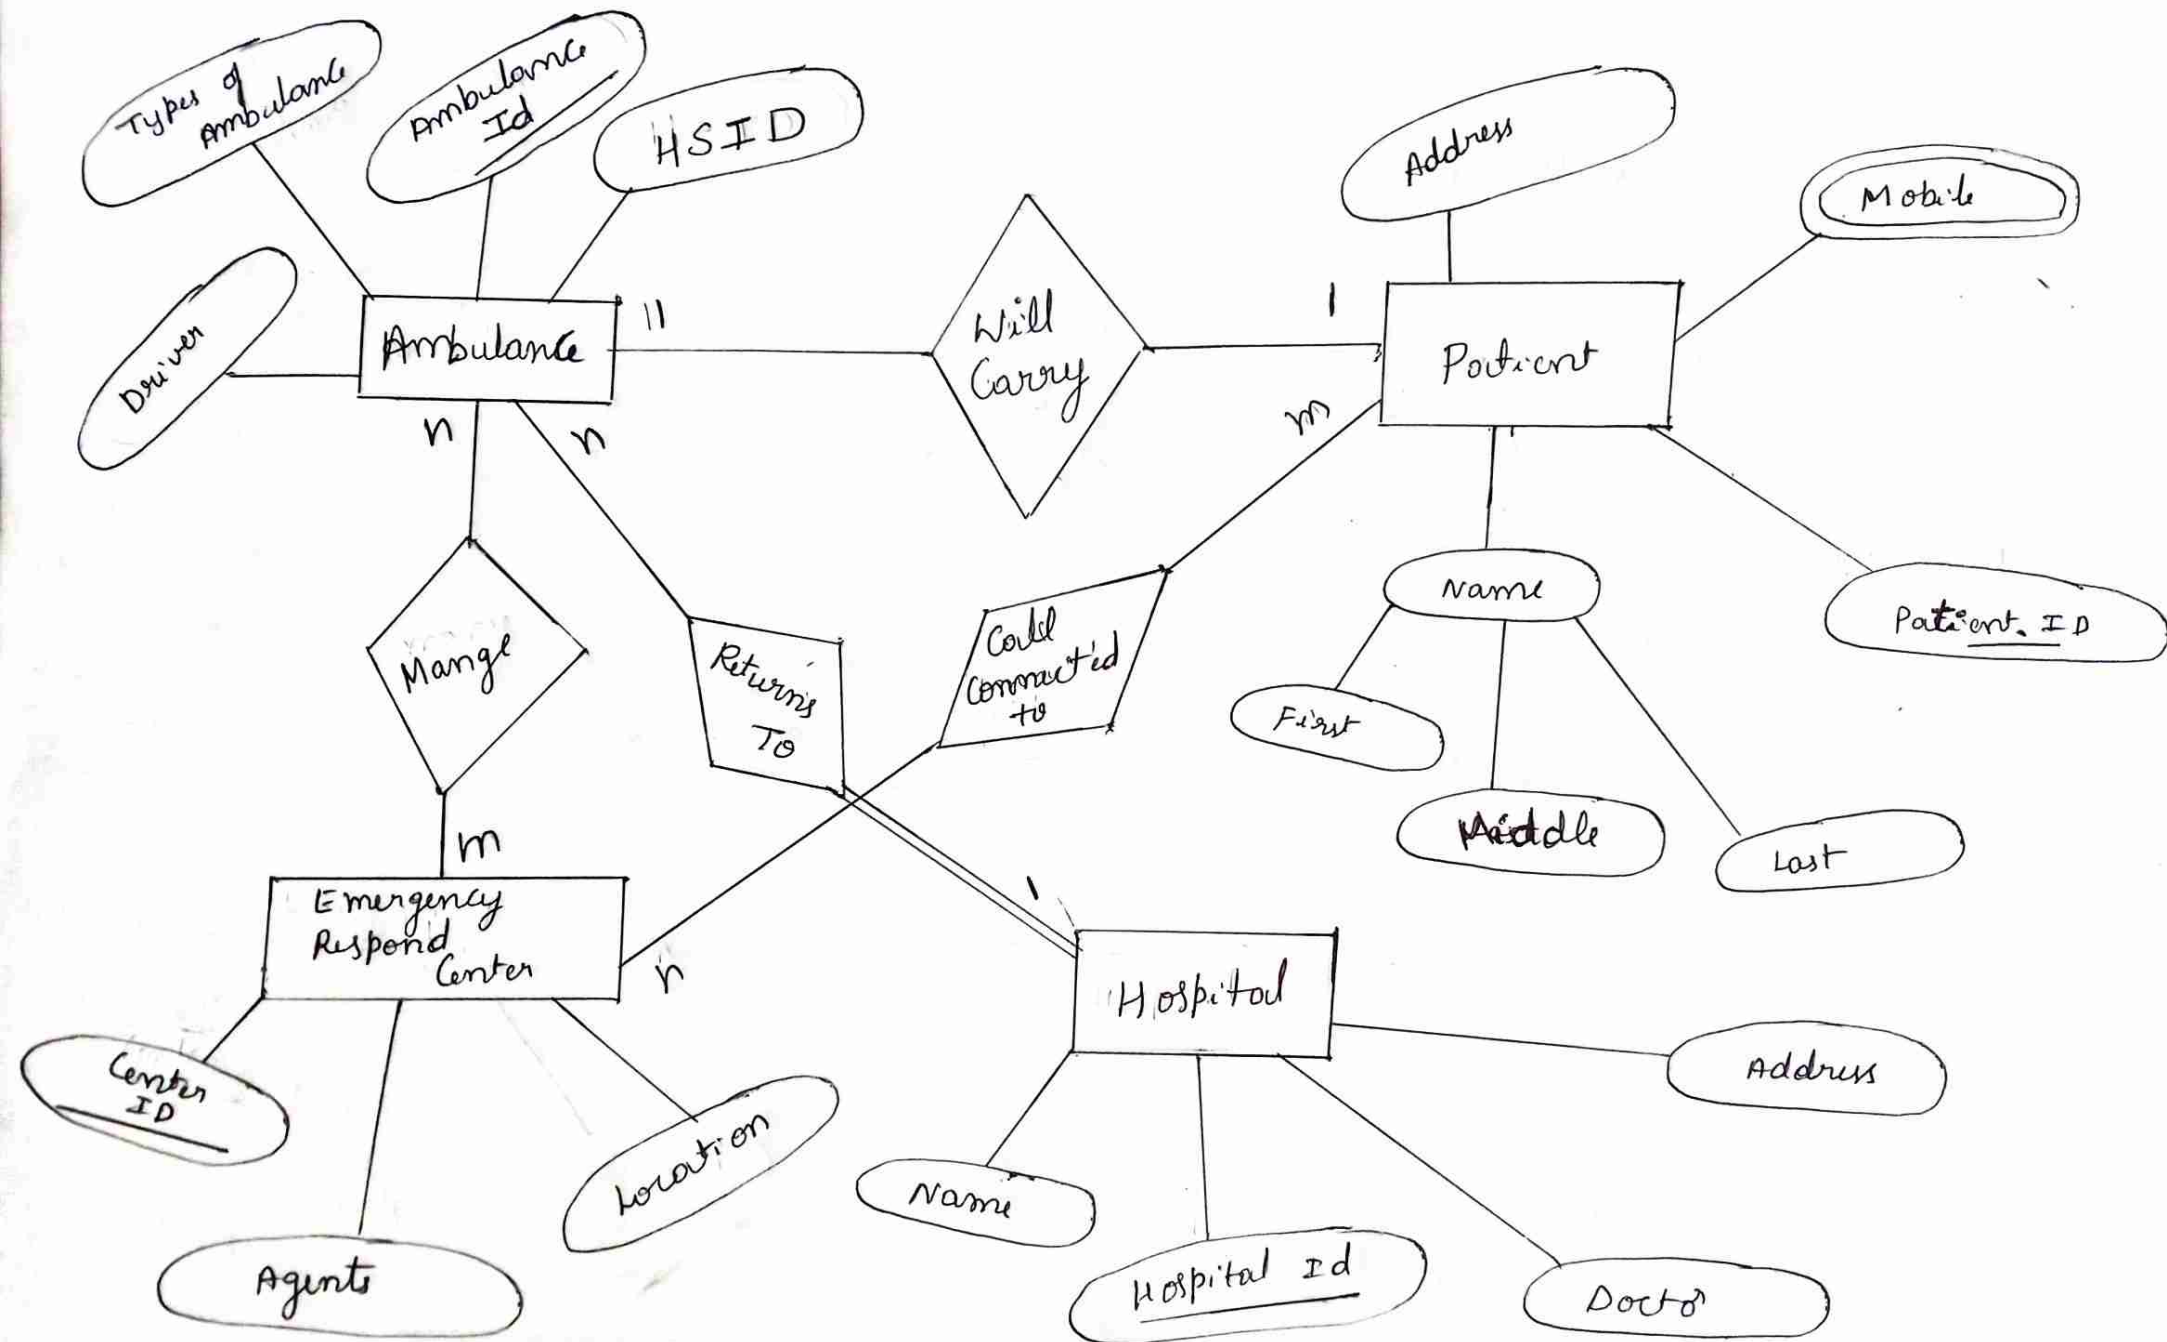 Types of
Ambulance
Ambulance
Id
HSID
Address
Mobile
Driver
Ambulance
11
Will
Carry
1
Patient
m
n
n
Name
Patient. ID
First
Middle
Last
Mange
Returns
To
Could
connected
to
m
Emergency
Respond
Center
n
1
Hospital
Center
ID
Agents
Location
Name
Hospital Id
Docto
Address